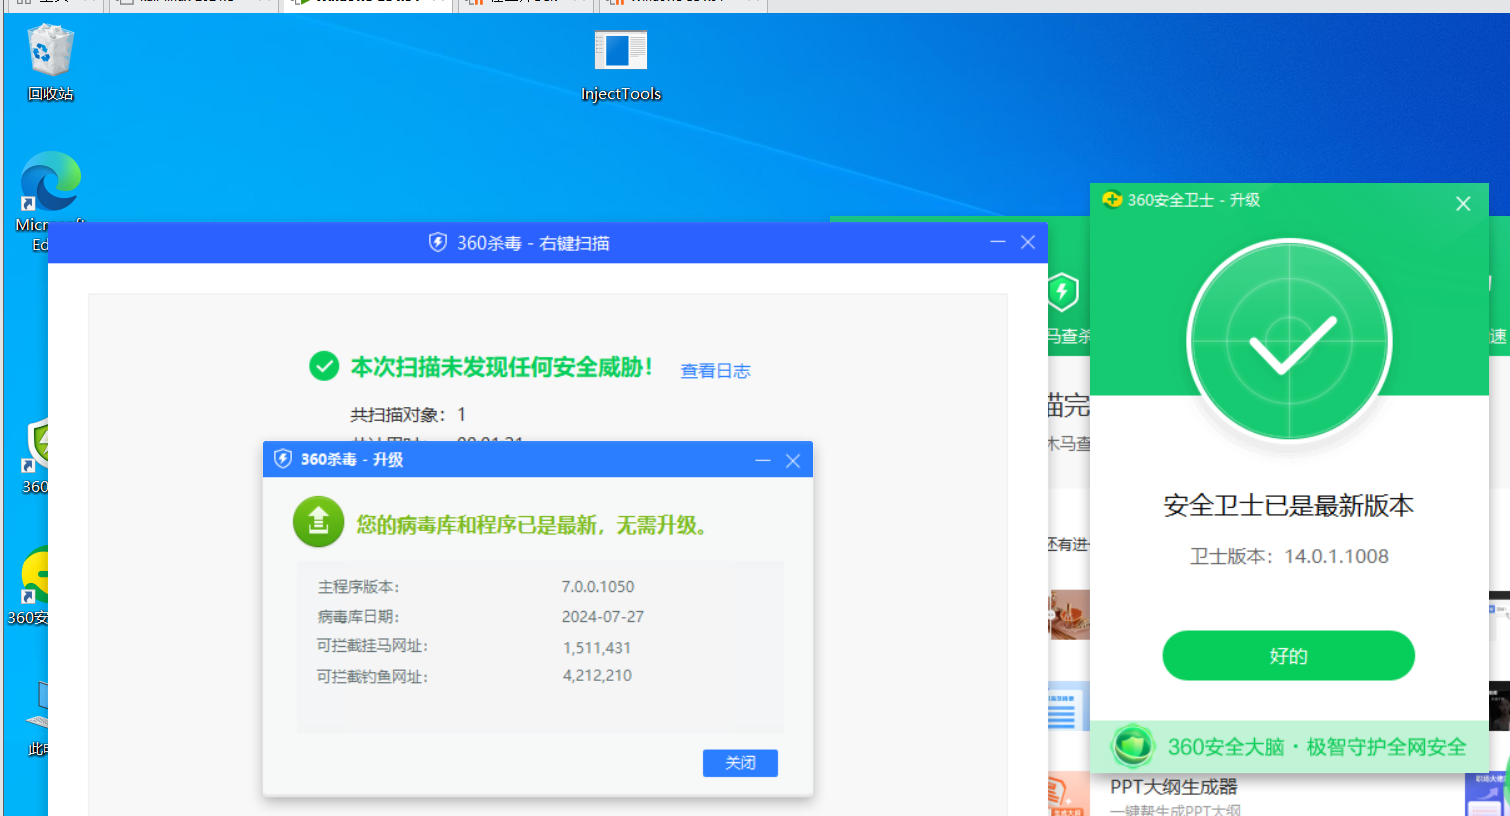 回收站
InjectTools
360安全卫士 - 升级
360杀毒 - 右键扫描
马查杀
速
本次扫描未发现任何安全威胁！ 查看日志
共扫描对象： 1
描完
木马查
360杀毒 - 升级
您的病毒库和程序已是最新，无需升级。
安全卫士已是最新版本
还有进
卫士版本：14.0.1.1008
主程序版本： 7.0.0.1050
病毒库日期： 2024-07-27
可拦截挂马网址： 1,511,431
可拦截钓鱼网址： 4,212,210
好的
关闭
360安全大脑 · 极智守护全网安全
PPT大纲生成器
一键帮生成PPT大纲
360
360安